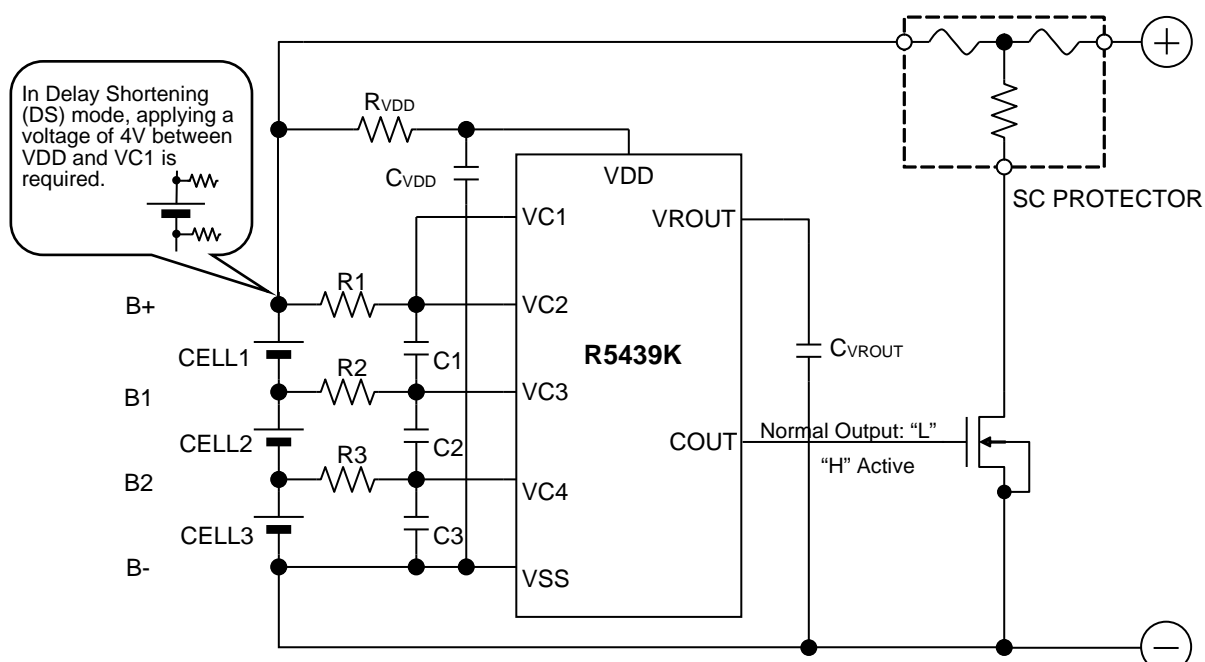 In Delay Shortening
(DS) mode, applying a
voltage of 4V between
VDD and VC1 is
required.
RVDD
CVDD
VDD
SC PROTECTOR
VC1
VROUT
R1
B+
VC2
CELL1
C1
R5439K
CVROUT
R2
B1
VC3
CELL2
C2
COUT
Normal Output: “L”
“H” Active
R3
B2
VC4
CELL3
C3
B-
VSS